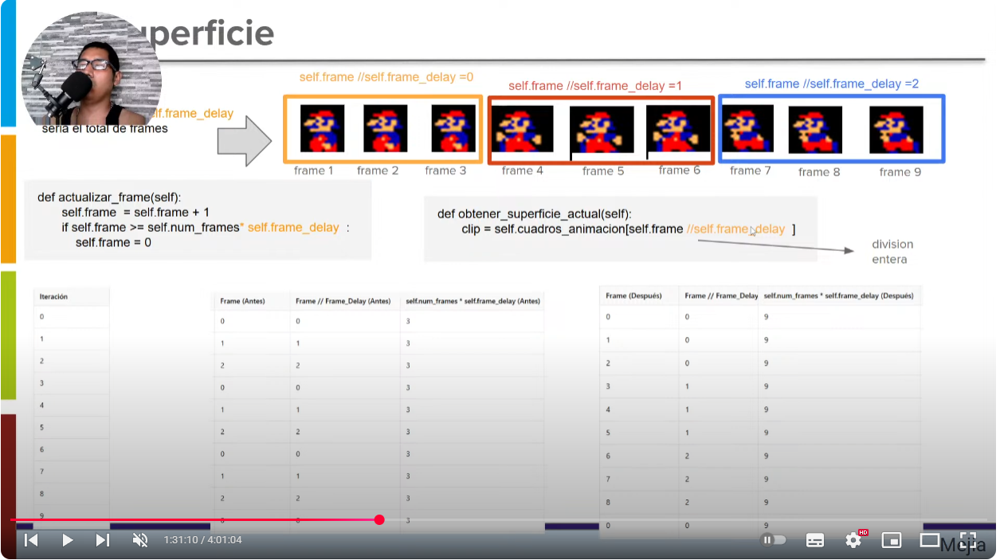 uperficie
self.frame //self.frame_delay =0
self.frame //self.frame_delay =1
self.frame //self.frame_delay =2
lf.frame_delay
seria el total de frames
frame 1 frame 2 frame 3 frame 4 frame 5 frame 6 frame 7 frame 8 frame 9
def actualizar_frame(self):
self.frame = self.frame + 1
if self.frame >= self.num_frames* self.frame_delay :
self.frame = 0
def obtener_superficie_actual(self):
clip = self.cuadros_animacion[self.frame //self.frame_delay ]
division
entera
Iteración
0
1
2
3
4
5
6
7
8
9
Frame (Antes) Frame // Frame_Delay (Antes) self.num_frames * self.frame_delay (Antes)
0 0 3
1 1 3
2 2 3
0 0 3
1 1 3
2 2 3
0 0 3
1 1 3
2 2 3
0 0 3
Frame (Después) Frame // Frame_Delay self.num_frames * self.frame_delay (Después)
0 0 9
1 0 9
2 0 9
3 1 9
4 1 9
5 1 9
6 2 9
7 2 9
8 2 9
0 0 9
1:31:10 / 4:01:04
HD
Mejia